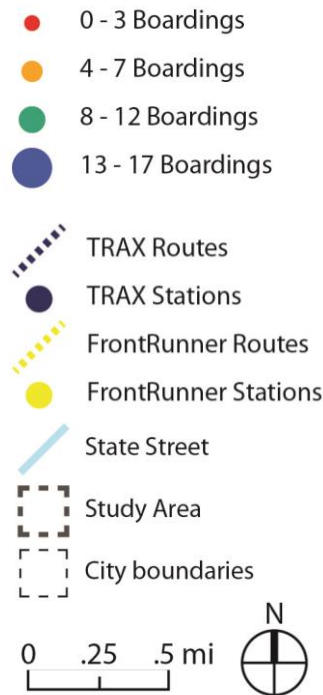 0 - 3 Boardings
4 - 7 Boardings
8 - 12 Boardings
13 - 17 Boardings
TRAX Routes
TRAX Stations
FrontRunner Routes
FrontRunner Stations
State Street
Study Area
City boundaries
N
0 .25 .5 mi